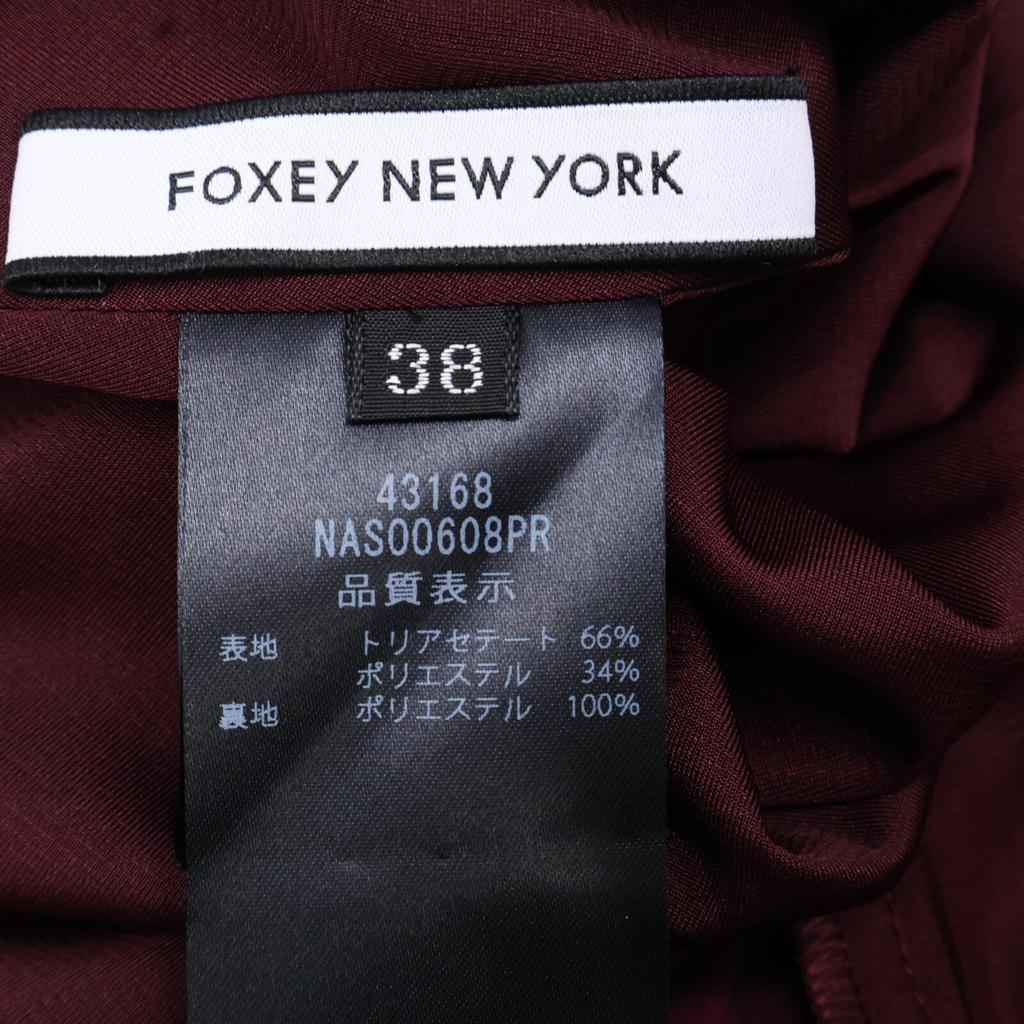 FOXEY NEW YORK
38
43168
NAS00608PR
品質表示
表地 トリアセテート 66%
ポリエステル 34%
裏地 ポリエステル 100%